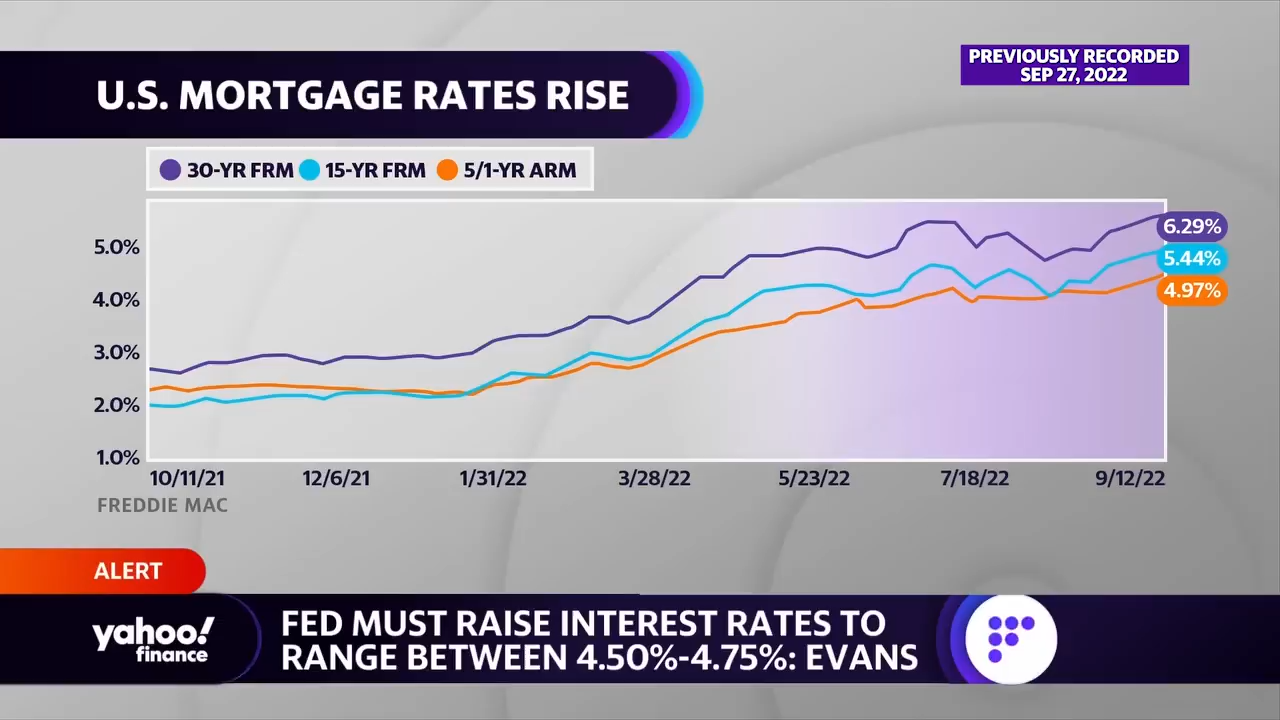 PREVIOUSLY RECORDED
SEP 27, 2022
U.S. MORTGAGE RATES RISE
30-YR FRM 15-YR FRM 5/1-YR ARM
6.29%
5.44%
4.97%
5.0%
4.0%
3.0%
2.0%
1.0%
10/11/21 12/6/21 1/31/22 3/28/22 5/23/22 7/18/22 9/12/22
FREDDIE MAC
ALERT
yahoo!
finance
FED MUST RAISE INTEREST RATES TO
RANGE BETWEEN 4.50%-4.75%: EVANS